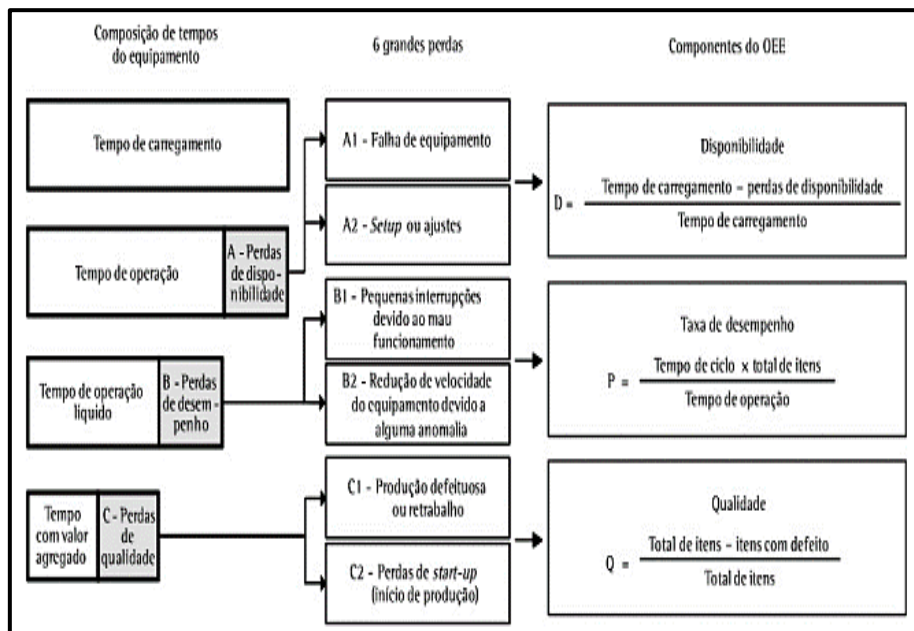 Composição de tempos
do equipamento
6 grandes perdas
Componentes do OEE
Tempo de carregamento
Tempo de operação
A - Perdas
de dispo-
nibilidade
Tempo de operação
líquido
B - Perdas
de desem-
penho
Tempo
com valor
agregado
C - Perdas
de
qualidade
A1 - Falha de equipamento
A2 - Setup ou ajustes
B1 - Pequenas interrupções
devido ao mau
funcionamento
B2 - Redução de velocidade
do equipamento devido a
alguma anomalia
C1 - Produção defeituosa
ou retrabalho
C2 - Perdas de start-up
(início de produção)
Disponibilidade
D = Tempo de carregamento – perdas de disponibilidade
Tempo de carregamento
Taxa de desempenho
P = Tempo de ciclo x total de itens
Tempo de operação
Qualidade
Q = Total de itens – itens com defeito
Total de itens